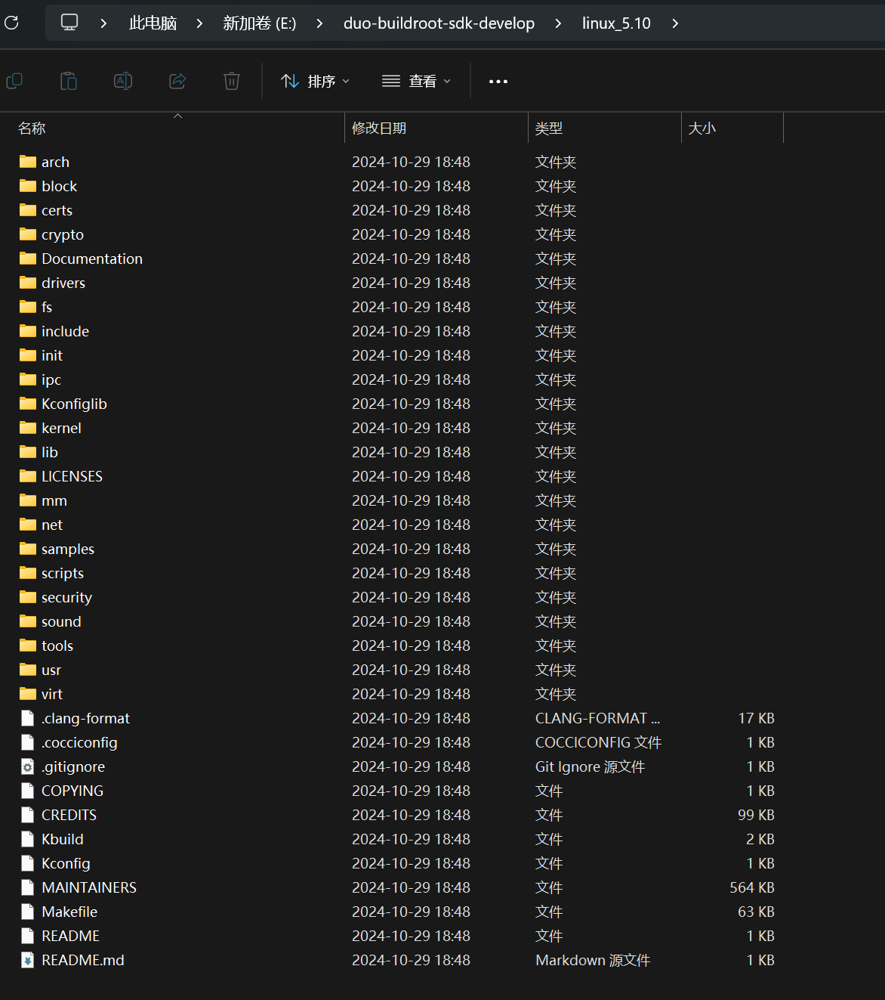 此电脑 新加卷 (E:) duo-buildroot-sdk-develop linux_5.10
排序 查看
名称 修改日期 类型 大小
arch 2024-10-29 18:48 文件夹
block 2024-10-29 18:48 文件夹
certs 2024-10-29 18:48 文件夹
crypto 2024-10-29 18:48 文件夹
Documentation 2024-10-29 18:48 文件夹
drivers 2024-10-29 18:48 文件夹
fs 2024-10-29 18:48 文件夹
include 2024-10-29 18:48 文件夹
init 2024-10-29 18:48 文件夹
ipc 2024-10-29 18:48 文件夹
Kconfiglib 2024-10-29 18:48 文件夹
kernel 2024-10-29 18:48 文件夹
lib 2024-10-29 18:48 文件夹
LICENSES 2024-10-29 18:48 文件夹
mm 2024-10-29 18:48 文件夹
net 2024-10-29 18:48 文件夹
samples 2024-10-29 18:48 文件夹
scripts 2024-10-29 18:48 文件夹
security 2024-10-29 18:48 文件夹
sound 2024-10-29 18:48 文件夹
tools 2024-10-29 18:48 文件夹
usr 2024-10-29 18:48 文件夹
virt 2024-10-29 18:48 文件夹
.clang-format 2024-10-29 18:48 CLANG-FORMAT ... 17 KB
.cocciconfig 2024-10-29 18:48 COCCICONFIG 文件 1 KB
.gitignore 2024-10-29 18:48 Git Ignore 源文件 1 KB
COPYING 2024-10-29 18:48 文件 1 KB
CREDITS 2024-10-29 18:48 文件 99 KB
Kbuild 2024-10-29 18:48 文件 2 KB
Kconfig 2024-10-29 18:48 文件 1 KB
MAINTAINERS 2024-10-29 18:48 文件 564 KB
Makefile 2024-10-29 18:48 文件 63 KB
README 2024-10-29 18:48 文件 1 KB
README.md 2024-10-29 18:48 Markdown 源文件 1 KB